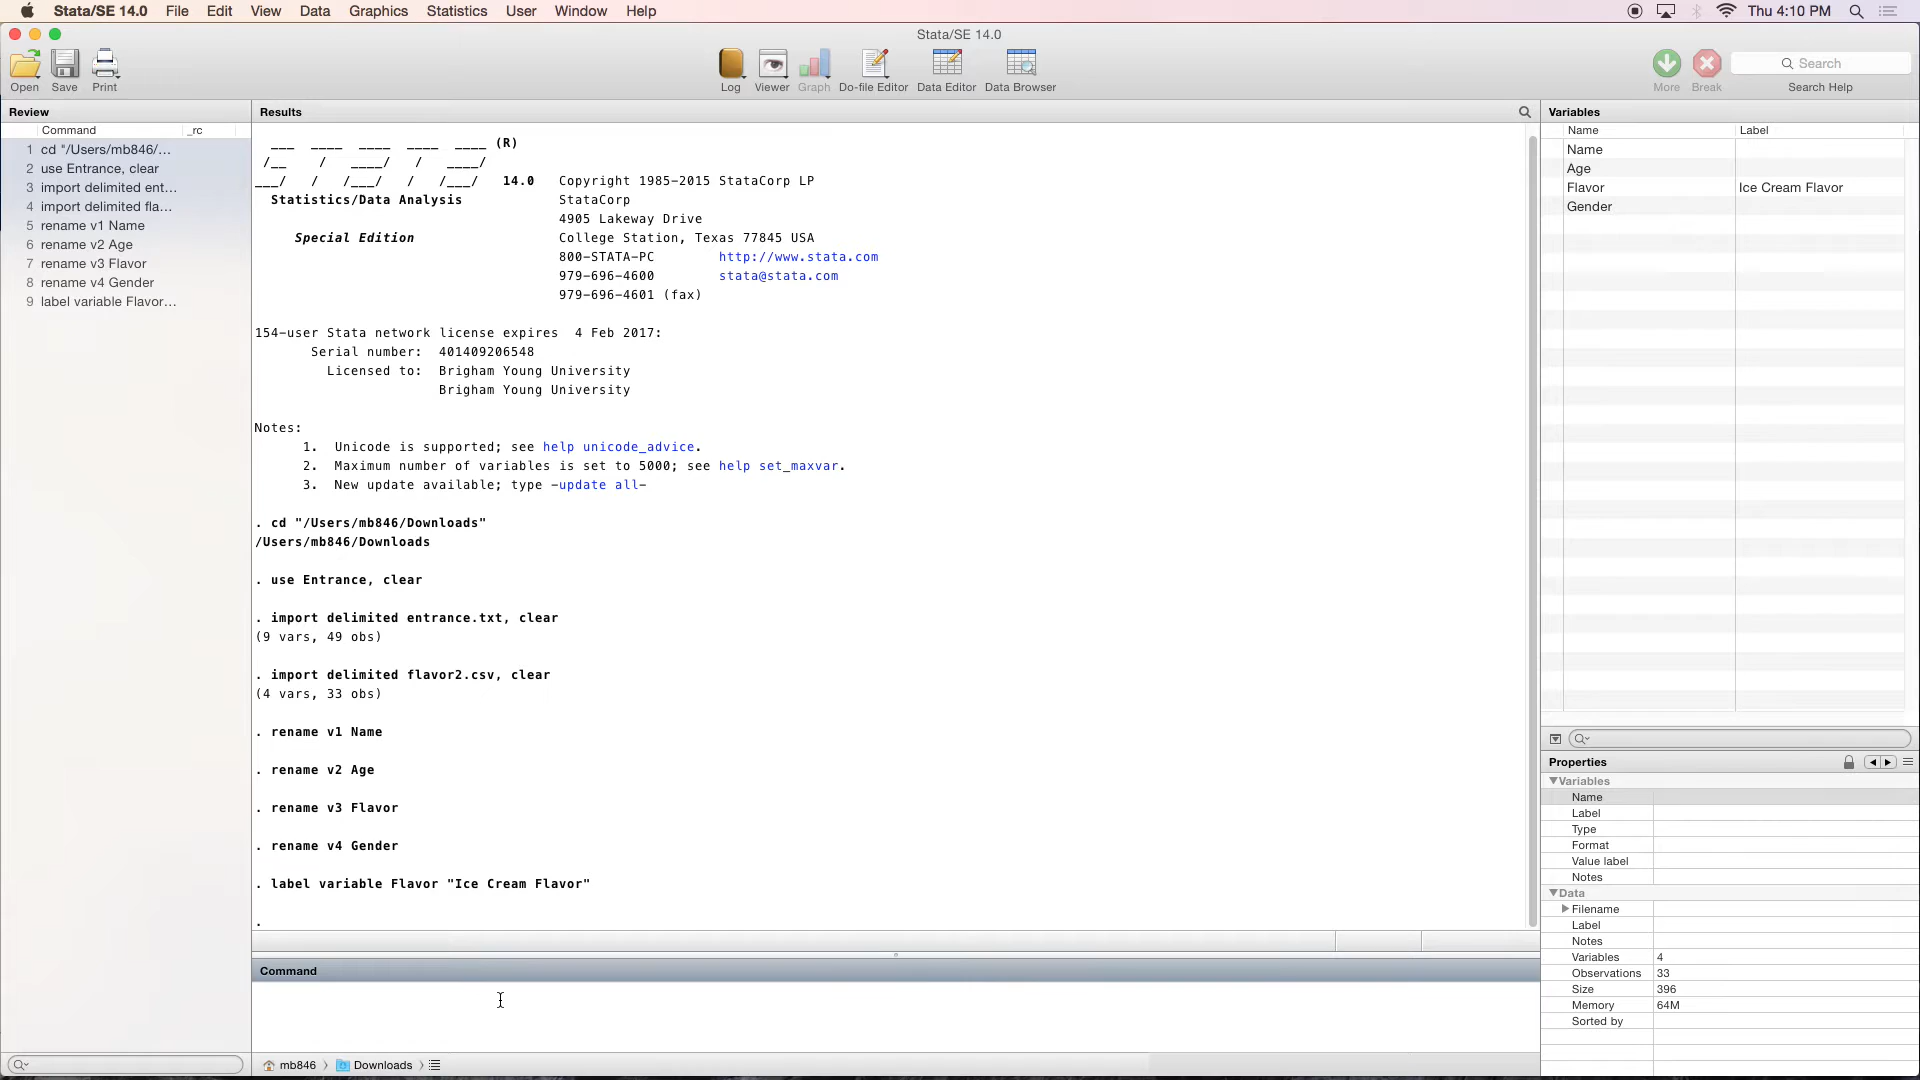 Stata/SE 14.0 File Edit View Data Graphics Statistics User Window Help Thu 4:10 PM
Stata/SE 14.0
Open Save Print Log Viewer Graph Do-file Editor Data Editor Data Browser More Break Search Help
Search
Review
Command _rc
1 cd "/Users/mb846/...
2 use Entrance, clear
3 import delimited ent...
4 import delimited fla...
5 rename v1 Name
6 rename v2 Age
7 rename v3 Flavor
8 rename v4 Gender
9 label variable Flavor...
Results
(R)
14.0 Copyright 1985-2015 StataCorp LP
Statistics/Data Analysis StataCorp
4905 Lakeway Drive
Special Edition College Station, Texas 77845 USA
800-STATA-PC http://www.stata.com
979-696-4600 stata@stata.com
979-696-4601 (fax)
154-user Stata network license expires 4 Feb 2017:
Serial number: 401409206548
Licensed to: Brigham Young University
Brigham Young University
Notes:
1. Unicode is supported; see help unicode_advice.
2. Maximum number of variables is set to 5000; see help set_maxvar.
3. New update available; type -update all-
. cd "/Users/mb846/Downloads"
/Users/mb846/Downloads
. use Entrance, clear
. import delimited entrance.txt, clear
(9 vars, 49 obs)
. import delimited flavor2.csv, clear
(4 vars, 33 obs)
. rename v1 Name
. rename v2 Age
. rename v3 Flavor
. rename v4 Gender
. label variable Flavor "Ice Cream Flavor"
.
Command
mb846 Downloads
Variables
Name Label
Name
Age
Flavor Ice Cream Flavor
Gender
Properties
Variables
Name
Label
Type
Format
Value label
Notes
Data
Filename
Label
Notes
Variables 4
Observations 33
Size 396
Memory 64M
Sorted by